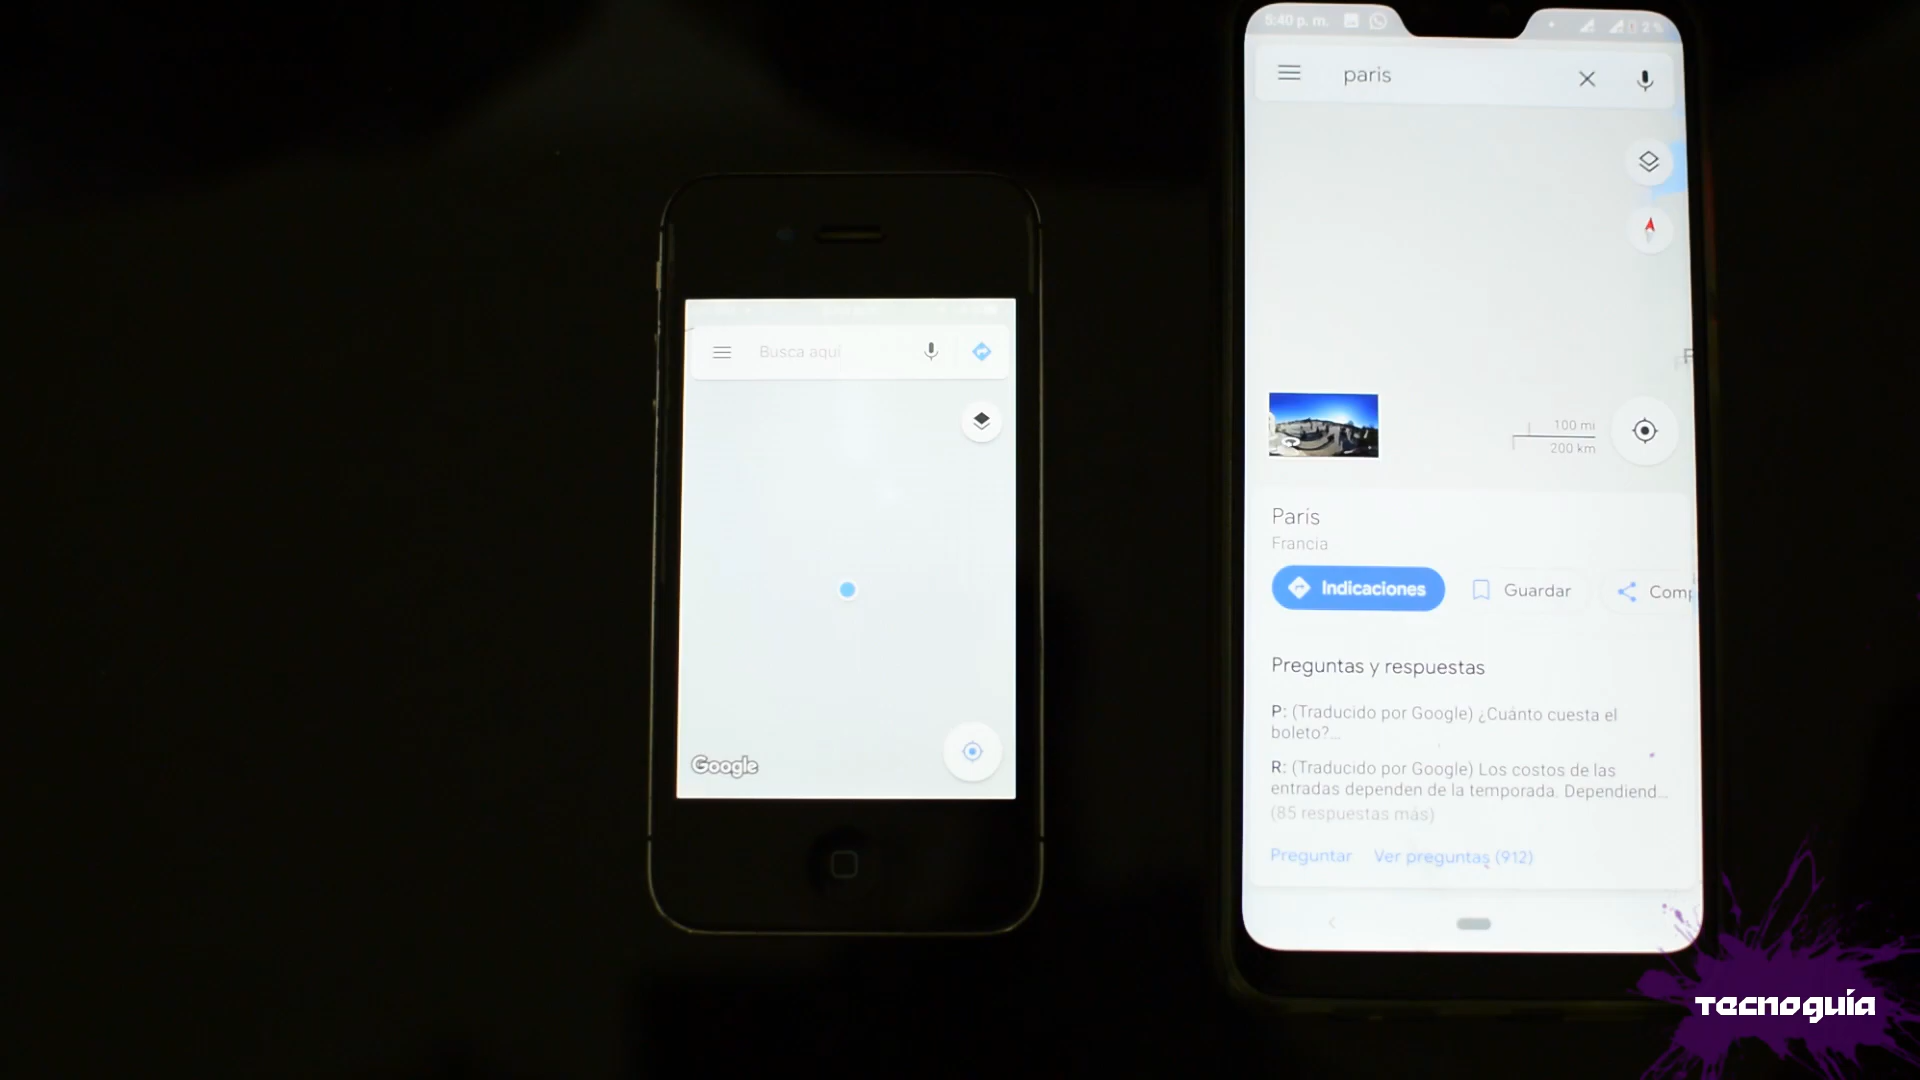 Busca aquí
Google
5:40 p. m.
2%
paris
100 mi
200 km
Paris
Francia
Indicaciones
Guardar
Comp
Preguntas y respuestas
P: (Traducido por Google) ¿Cuánto cuesta el
boleto?...
R: (Traducido por Google) Los costos de las
entradas dependen de la temporada. Dependiend...
(85 respuestas más)
Preguntar Ver preguntas (912)
Tecnoguía